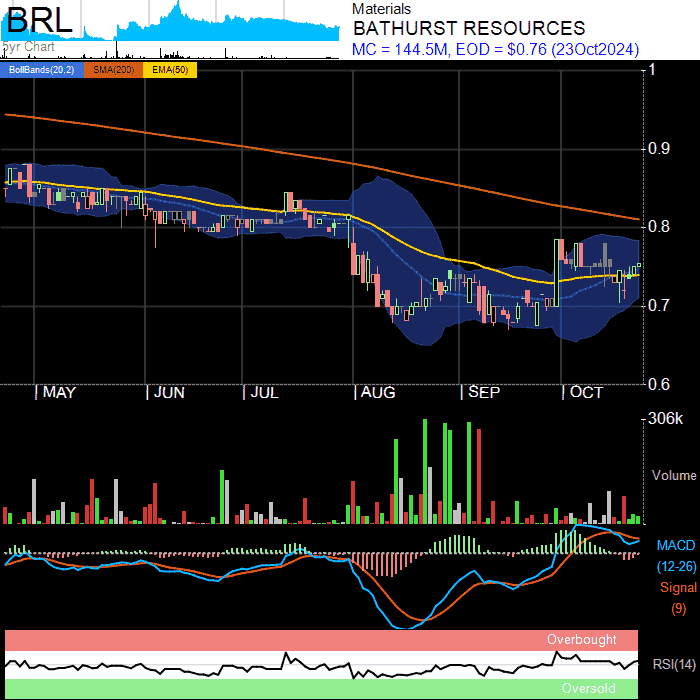 BRL
5yr Chart
Materials
BATHURST RESOURCES
MC = 144.5M, EOD = $0.76 (23Oct2024)
BollBands(20,2) SMA(200) EMA(50)
1
0.9
0.8
0.7
0.6
MAY JUN JUL AUG SEP OCT
306k
Volume
MACD
(12-26)
Signal
(9)
Overbought
RSI(14)
Oversold